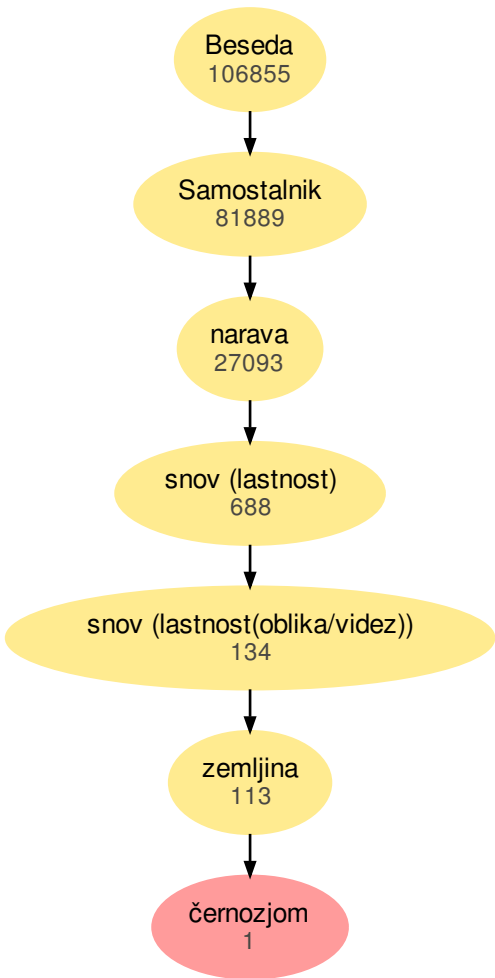 Beseda
106855
Samostalnik
81889
narava
27093
snov (lastnost)
688
snov (lastnost(oblika/videz))
134
zemljina
113
černozjom
1